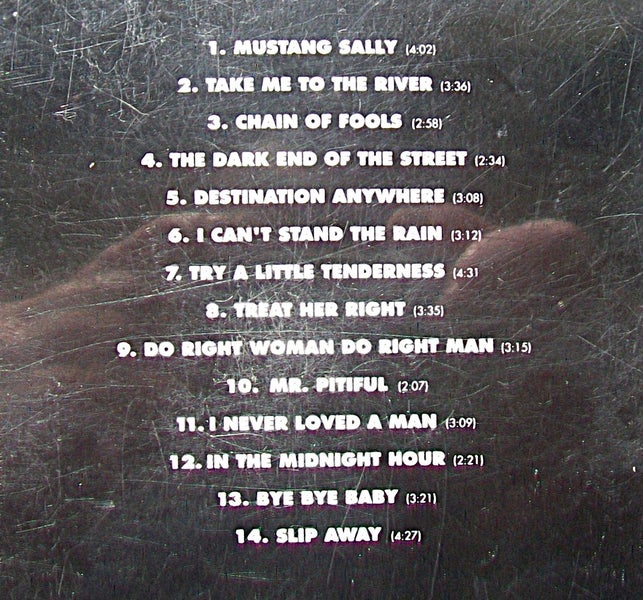 1. MUSTANG SALLY (4:02)
2. TAKE ME TO THE RIVER (3:36)
3. CHAIN OF FOOLS (2:58)
4. THE DARK END OF THE STREET (2:34)
5. DESTINATION ANYWHERE (3:08)
6. I CAN'T STAND THE RAIN (3:12)
7. TRY A LITTLE TENDERNESS (4:31
8. TREAT HER RIGHT (3:35)
9. DO RIGHT WOMAN DO RIGHT MAN (3:15)
10. MR. PITIFUL (2:07)
11. I NEVER LOVED A MAN (3:09)
12. IN THE MIDNIGHT HOUR (2:21)
13. BYE BYE BABY (3:21)
14. SLIP AWAY (4:27)